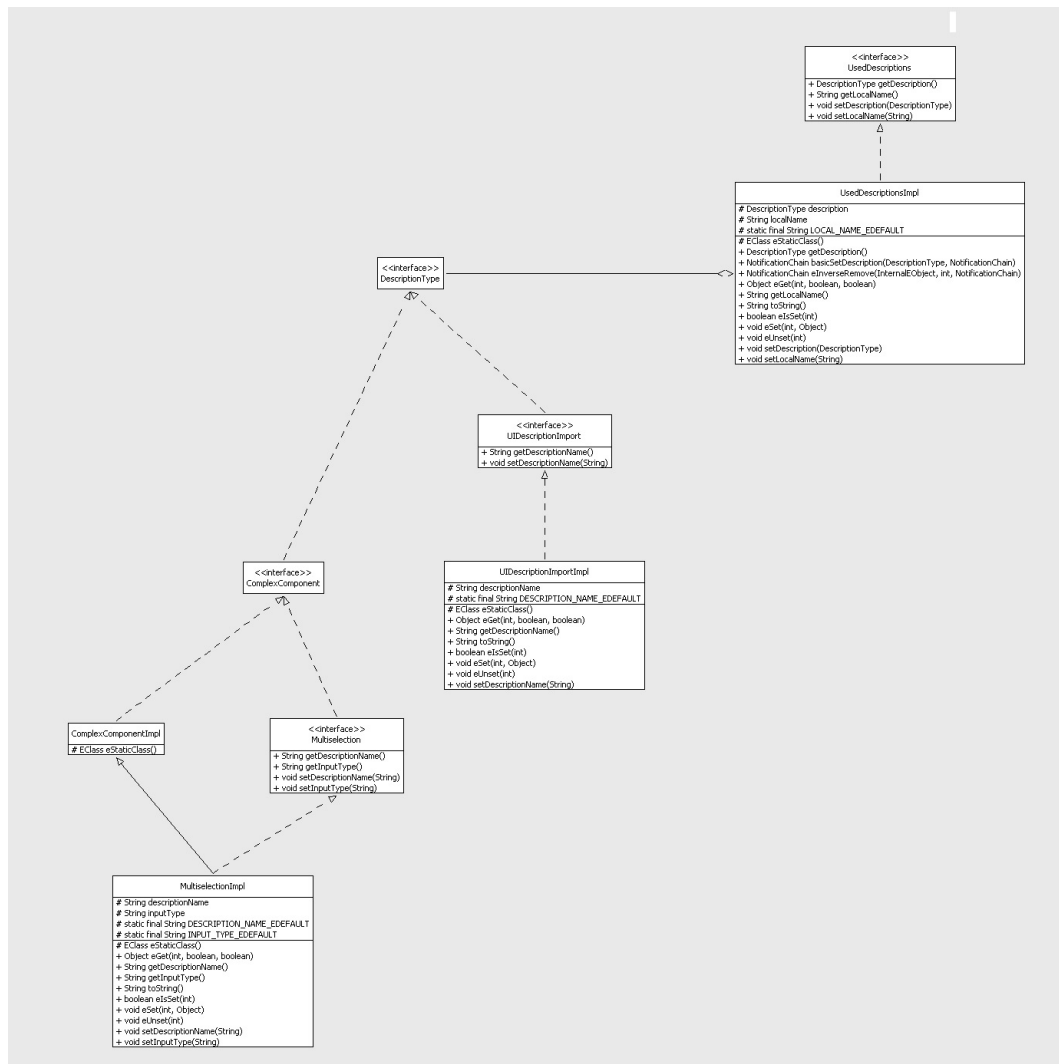 <<interface>>
UsedDescriptions
+ DescriptionType getDescription()
+ String getLocalName()
+ void setDescription(DescriptionType)
+ void setLocalName(String)
UsedDescriptionsImpl
# DescriptionType description
# String localName
# static final String LOCAL_NAME_EDEFAULT
# EClass eStaticClass()
+ DescriptionType getDescription()
+ NotificationChain basicSetDescription(DescriptionType, NotificationChain)
+ NotificationChain eInverseRemove(InternalEObject, int, NotificationChain)
+ Object eGet(int, boolean, boolean)
+ String getLocalName()
+ String toString()
+ boolean eIsSet(int)
+ void eSet(int, Object)
+ void eUnset(int)
+ void setDescription(DescriptionType)
+ void setLocalName(String)
<<interface>>
DescriptionType
<<interface>>
UIDescriptionImport
+ String getDescriptionName()
+ void setDescriptionName(String)
<<interface>>
ComplexComponent
UIDescriptionImportImpl
# String descriptionName
# static final String DESCRIPTION_NAME_EDEFAULT
# EClass eStaticClass()
+ Object eGet(int, boolean, boolean)
+ String getDescriptionName()
+ String toString()
+ boolean eIsSet(int)
+ void eSet(int, Object)
+ void eUnset(int)
+ void setDescriptionName(String)
ComplexComponentImpl
# EClass eStaticClass()
<<interface>>
Multiselection
+ String getDescriptionName()
+ String getInputType()
+ void setDescriptionName(String)
+ void setInputType(String)
MultiselectionImpl
# String descriptionName
# String inputType
# static final String DESCRIPTION_NAME_EDEFAULT
# static final String INPUT_TYPE_EDEFAULT
# EClass eStaticClass()
+ Object eGet(int, boolean, boolean)
+ String getDescriptionName()
+ String getInputType()
+ String toString()
+ boolean eIsSet(int)
+ void eSet(int, Object)
+ void eUnset(int)
+ void setDescriptionName(String)
+ void setInputType(String)